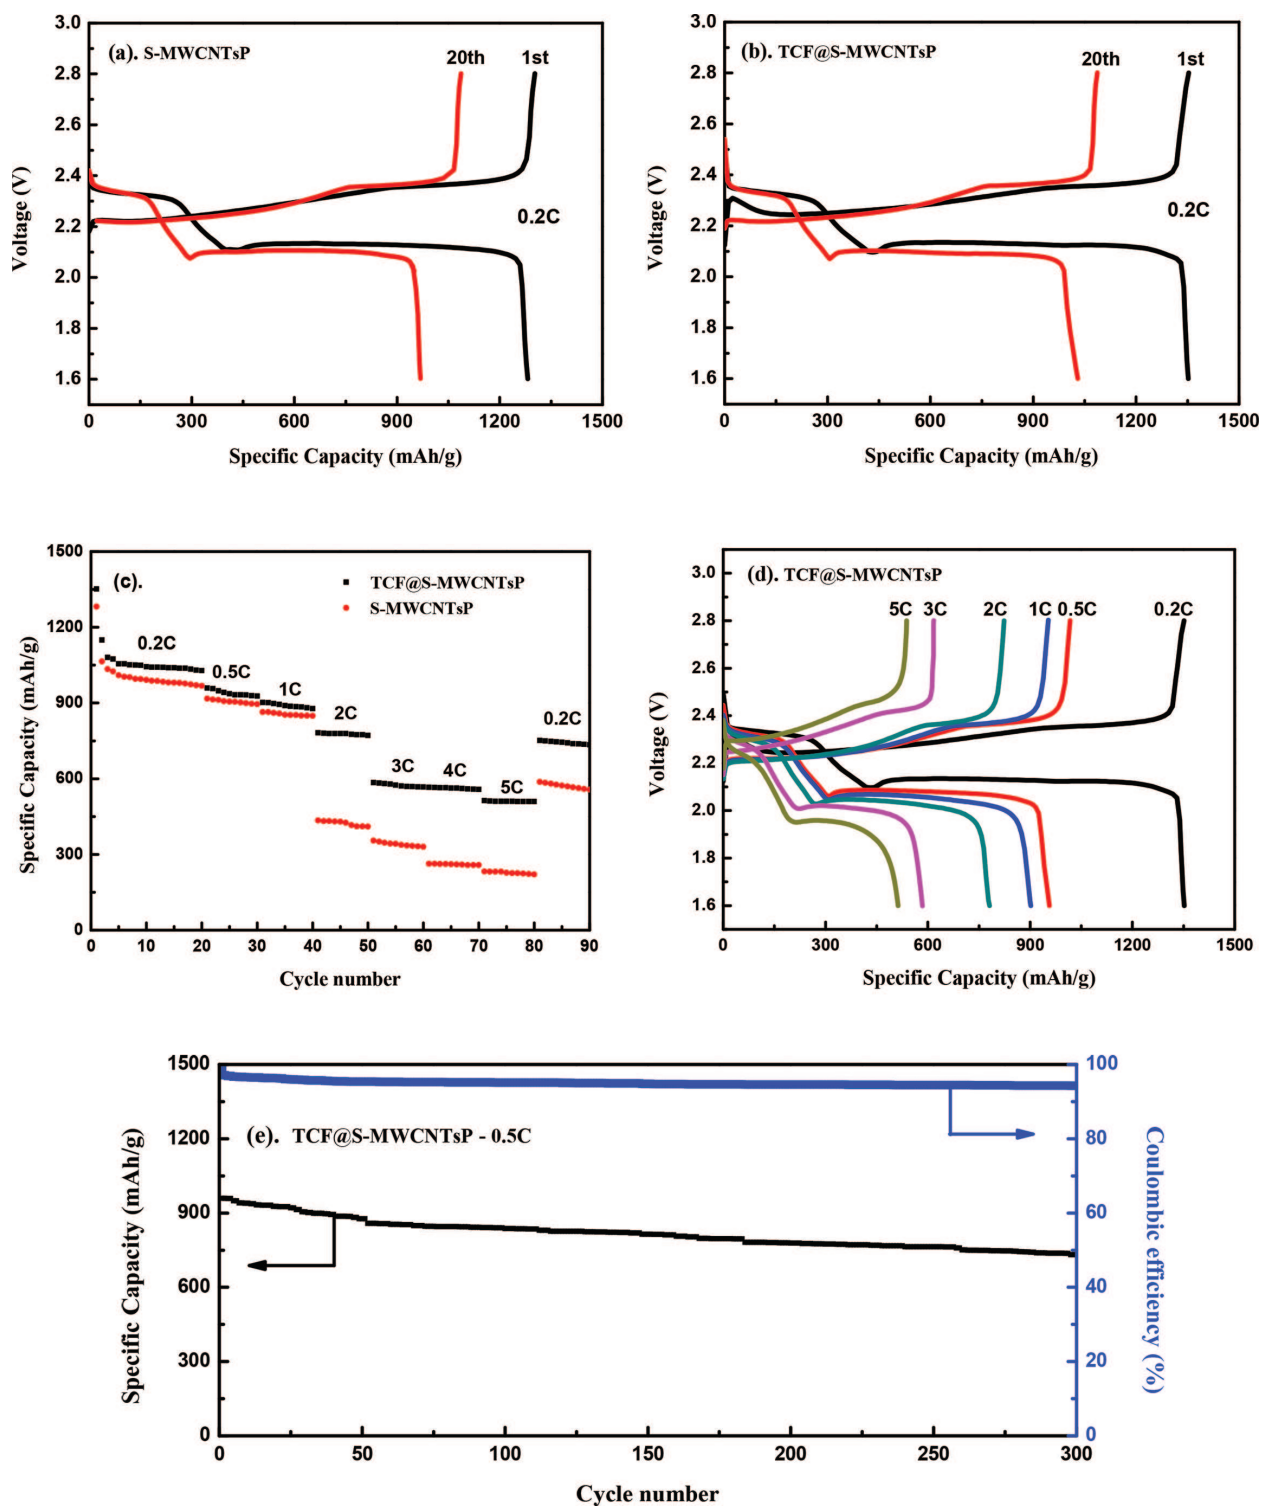 (a). S-MWCNTsP
20th
1st
0.2C
3.0
2.8
2.6
2.4
2.2
2.0
1.8
1.6
Voltage (V)
0 300 600 900 1200 1500
Specific Capacity (mAh/g)
(b). TCF@S-MWCNTsP
20th
1st
0.2C
3.0
2.8
2.6
2.4
2.2
2.0
1.8
1.6
Voltage (V)
0 300 600 900 1200 1500
Specific Capacity (mAh/g)
(c).
TCF@S-MWCNTsP
S-MWCNTsP
0.2C
0.5C
1C
2C
3C
4C
5C
0.2C
1500
1200
900
600
300
0
Specific Capacity (mAh/g)
0 10 20 30 40 50 60 70 80 90
Cycle number
(d). TCF@S-MWCNTsP
5C 3C 2C 1C 0.5C 0.2C
3.0
2.8
2.6
2.4
2.2
2.0
1.8
1.6
Voltage (V)
0 300 600 900 1200 1500
Specific Capacity (mAh/g)
(e). TCF@S-MWCNTsP - 0.5C
1500
1200
900
600
300
0
Specific Capacity (mAh/g)
100
80
60
40
20
0
Coulombic efficiency (%)
0 50 100 150 200 250 300
Cycle number